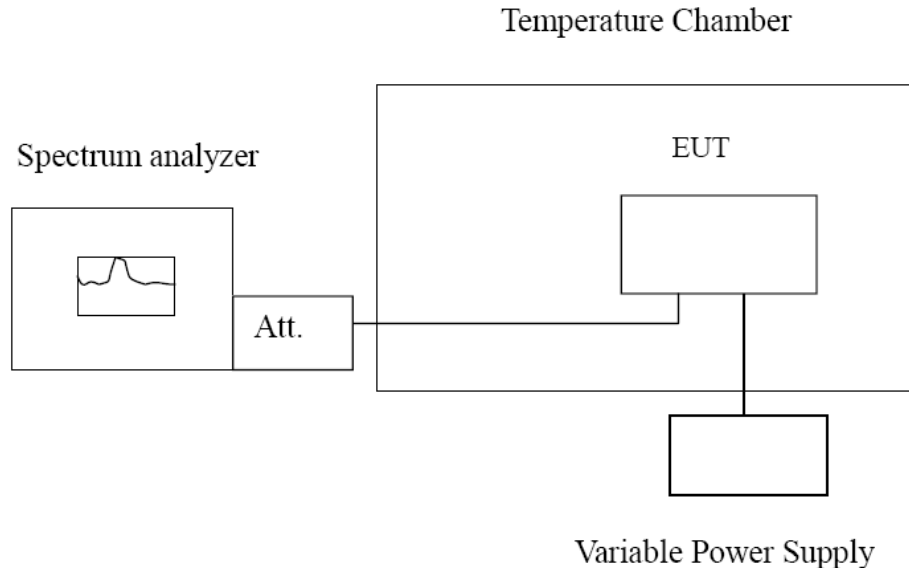 Temperature Chamber
Spectrum analyzer
EUT
Att.
Variable Power Supply